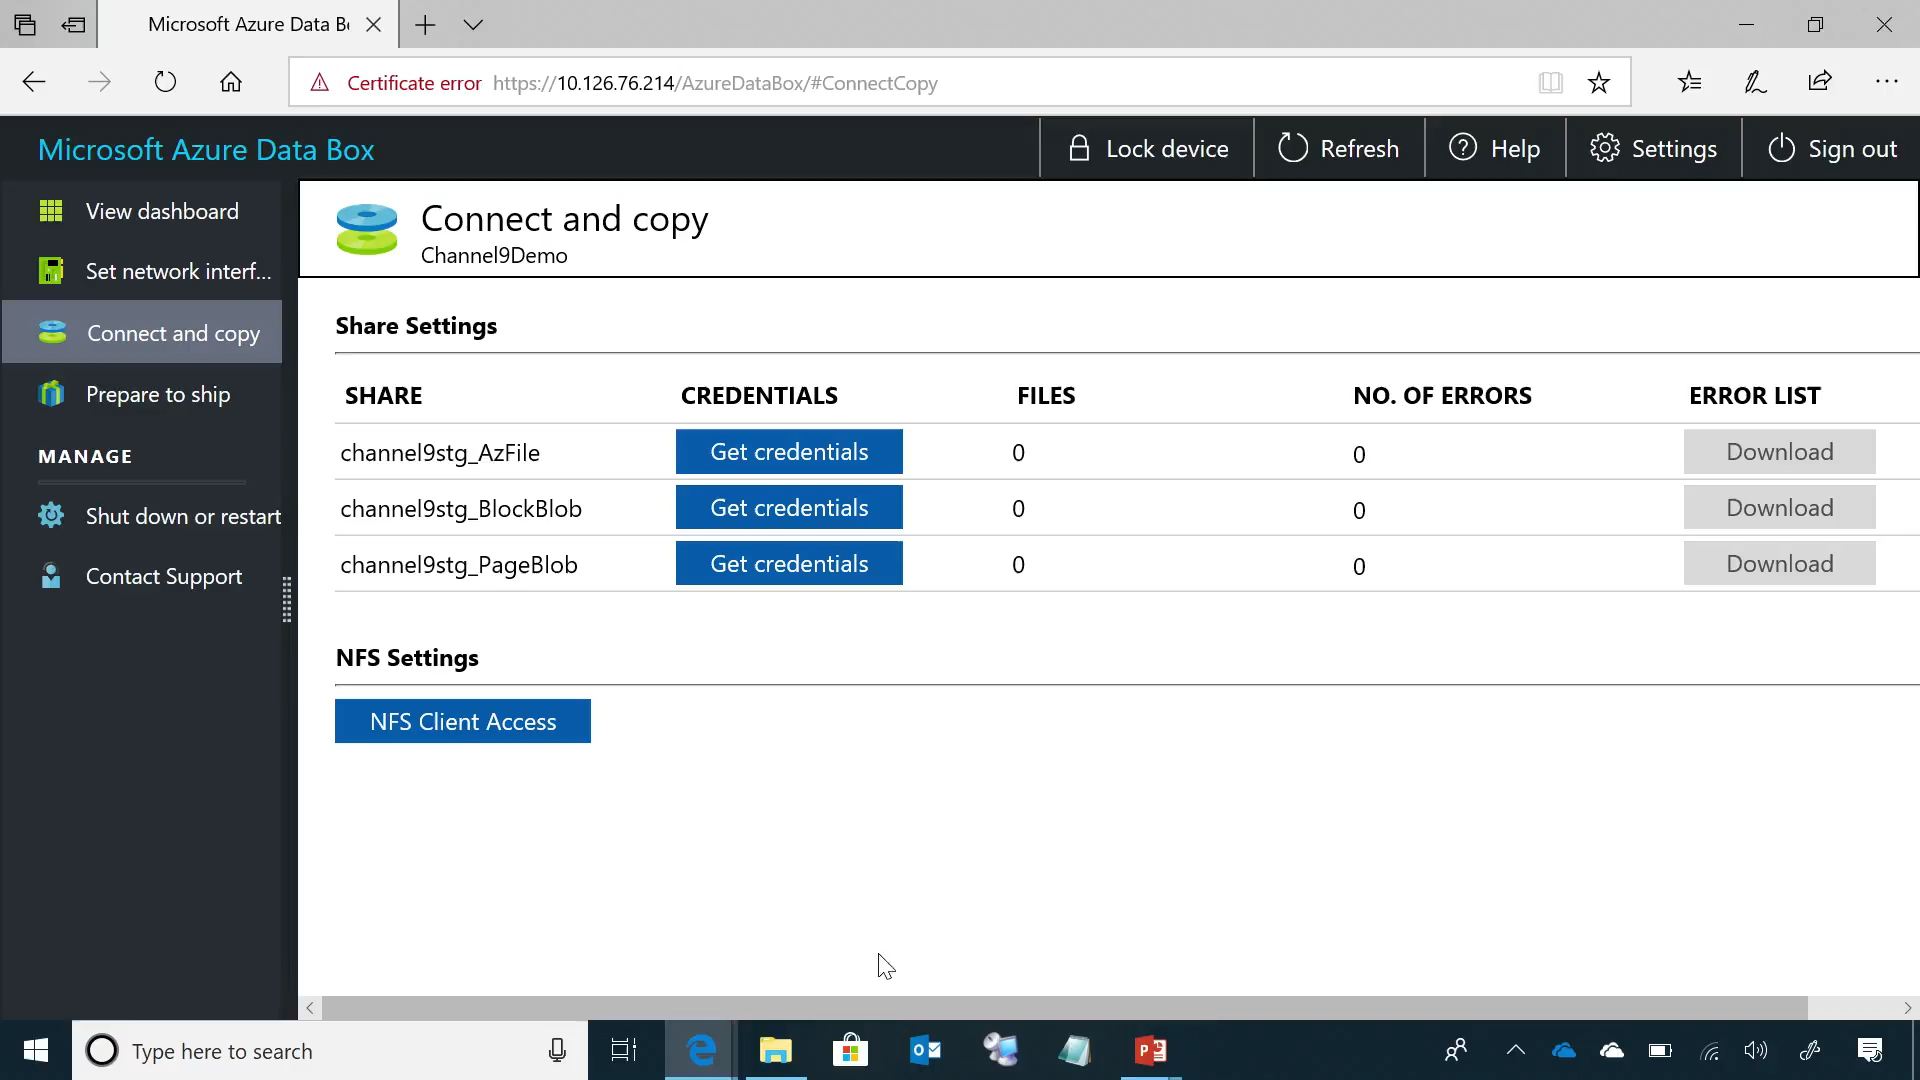 Microsoft Azure Data B
Certificate error https://10.126.76.214/AzureDataBox/#ConnectCopy
Microsoft Azure Data Box
Lock device
Refresh
Help
Settings
Sign out
View dashboard
Set network interf...
Connect and copy
Prepare to ship
MANAGE
Shut down or restart
Contact Support
Connect and copy
Channel9Demo
Share Settings
SHARE CREDENTIALS FILES NO. OF ERRORS ERROR LIST
channel9stg_AzFile Get credentials 0 0 Download
channel9stg_BlockBlob Get credentials 0 0 Download
channel9stg_PageBlob Get credentials 0 0 Download
NFS Settings
NFS Client Access
Type here to search